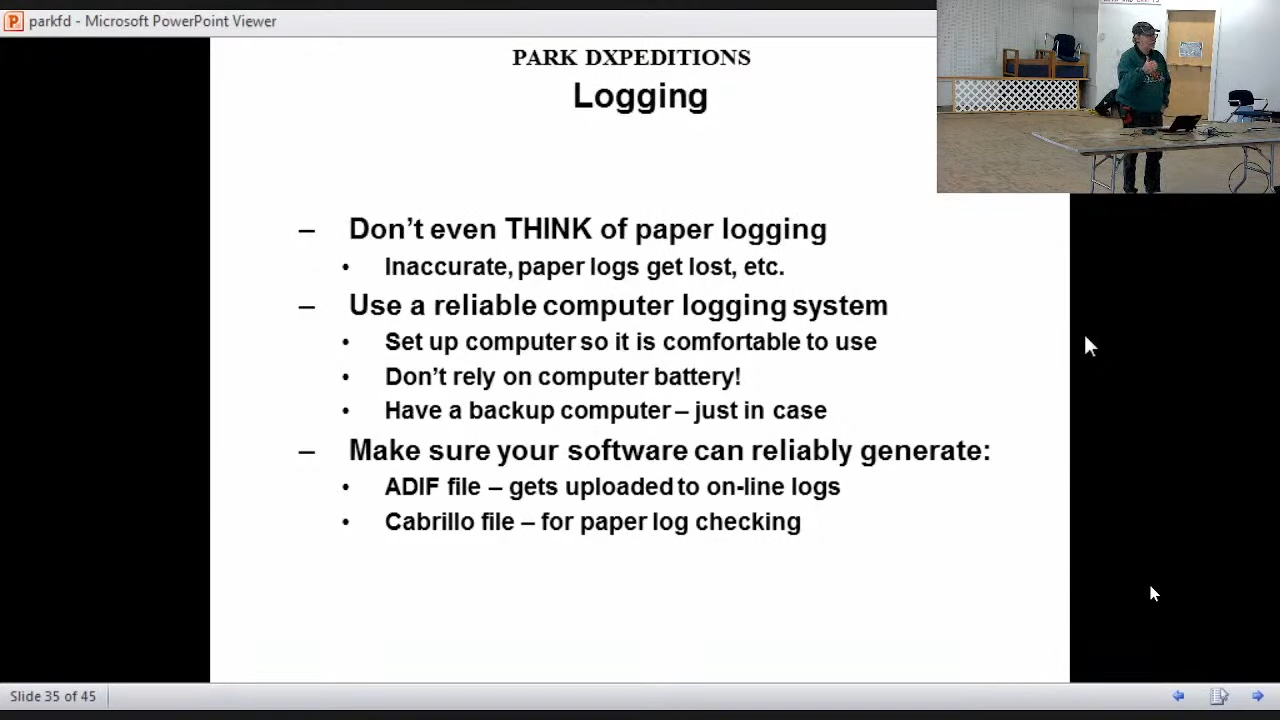 parkfd - Microsoft PowerPoint Viewer
PARK DXPEDITIONS
Logging
– Don’t even THINK of paper logging
• Inaccurate, paper logs get lost, etc.
– Use a reliable computer logging system
• Set up computer so it is comfortable to use
• Don’t rely on computer battery!
• Have a backup computer – just in case
– Make sure your software can reliably generate:
• ADIF file – gets uploaded to on-line logs
• Cabrillo file – for paper log checking
Slide 35 of 45